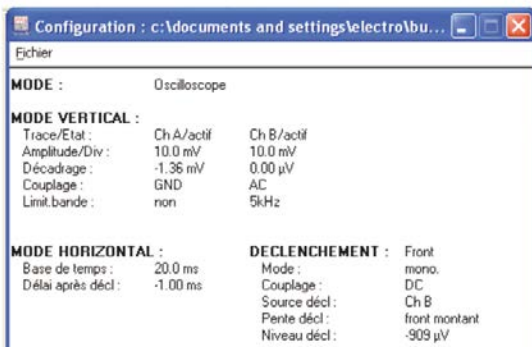 Configuration : c:\documents and settings\electro\bu...
Fichier
MODE : Oscilloscope
MODE VERTICAL :
Trace/Etat : Ch A/actif Ch B/actif
Amplitude/Div : 10.0 mV 10.0 mV
Décadrage : -1.36 mV 0.00 µV
Couplage : GND AC
Limit.bande : non 5kHz
MODE HORIZONTAL :
Base de temps : 20.0 ms
Délai après décl : -1.00 ms
DECLENCHEMENT : Front
Mode : mono.
Couplage : DC
Source décl : Ch B
Pente décl : front montant
Niveau décl : -909 µV